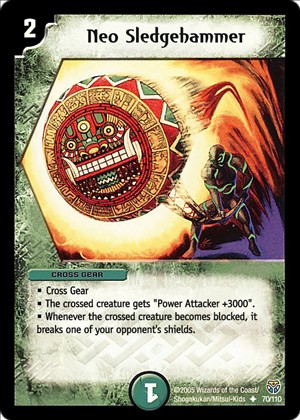 2
Neo Sledgehammer
CROSS GEAR
▪ Cross Gear
▪ The crossed creature gets "Power Attacker +3000".
▪ Whenever the crossed creature becomes blocked, it
breaks one of your opponent's shields.
1
©2005 Wizards of the Coast/
Shogakukan/Mitsui-Kids
70/110